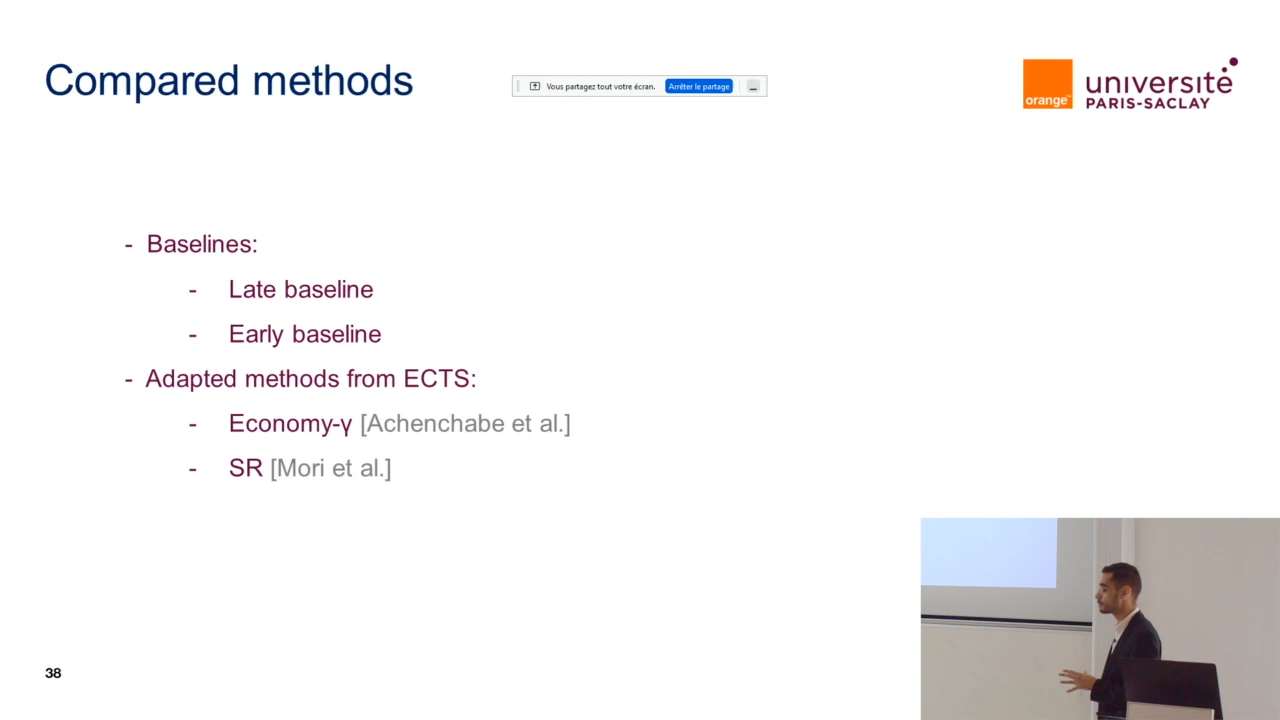 Compared methods
Vous partagez tout votre écran. Arrêter le partage
orange™
université
PARIS-SACLAY
- Baselines:
- Late baseline
- Early baseline
- Adapted methods from ECTS:
- Economy-γ [Achenchabe et al.]
- SR [Mori et al.]
38